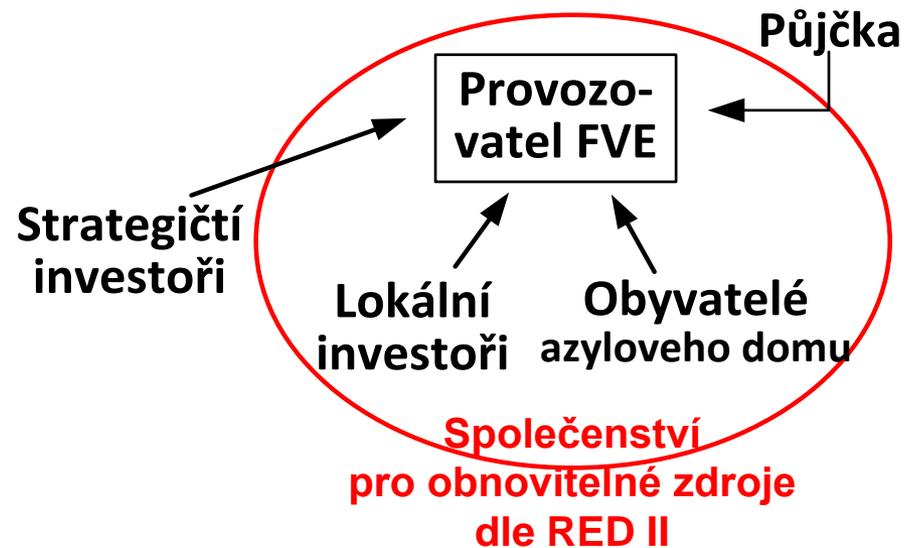 Půjčka
Provozo-
vatel FVE
Strategičtí
investoři
Lokální
investoři
Obyvatelé
azyloveho domu
Společenství
pro obnovitelné zdroje
dle RED II